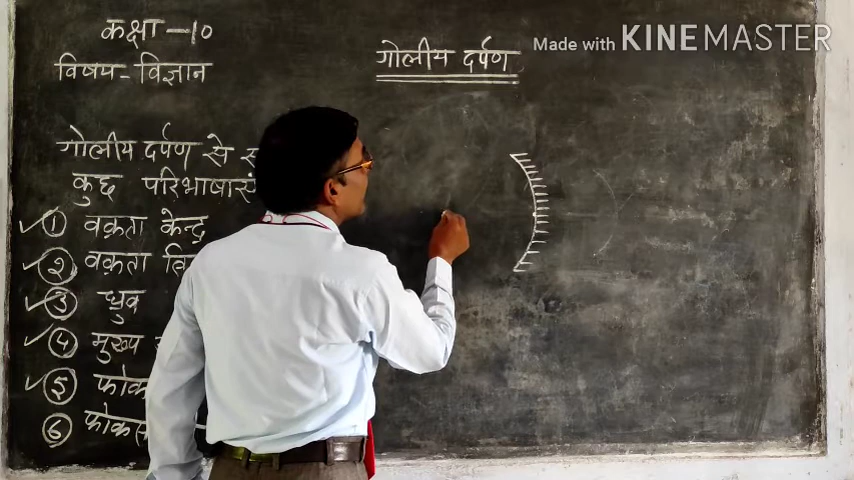 कक्षा - 10
विषय - विज्ञान
गोलीय दर्पण
Made with KINEMASTER
गोलीय दर्पण से
कुछ परिभाषाएं
① वक्रता केन्द्र
② वक्रता
③ ध्रुव
④ मुख्य
⑤
⑥